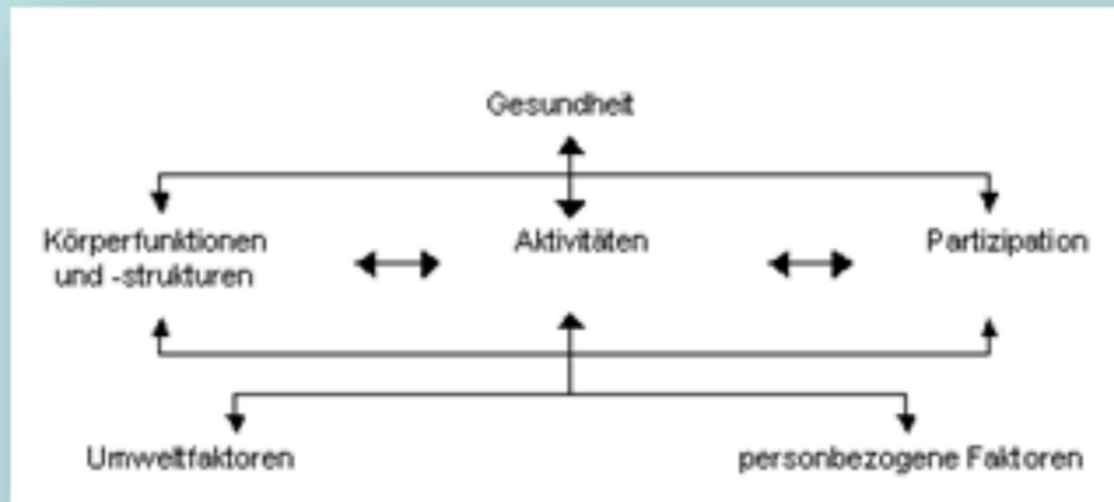 Gesundheit
Körperfunktionen
und -strukturen
Aktivitäten
Partizipation
Umweltfaktoren
personbezogene Faktoren